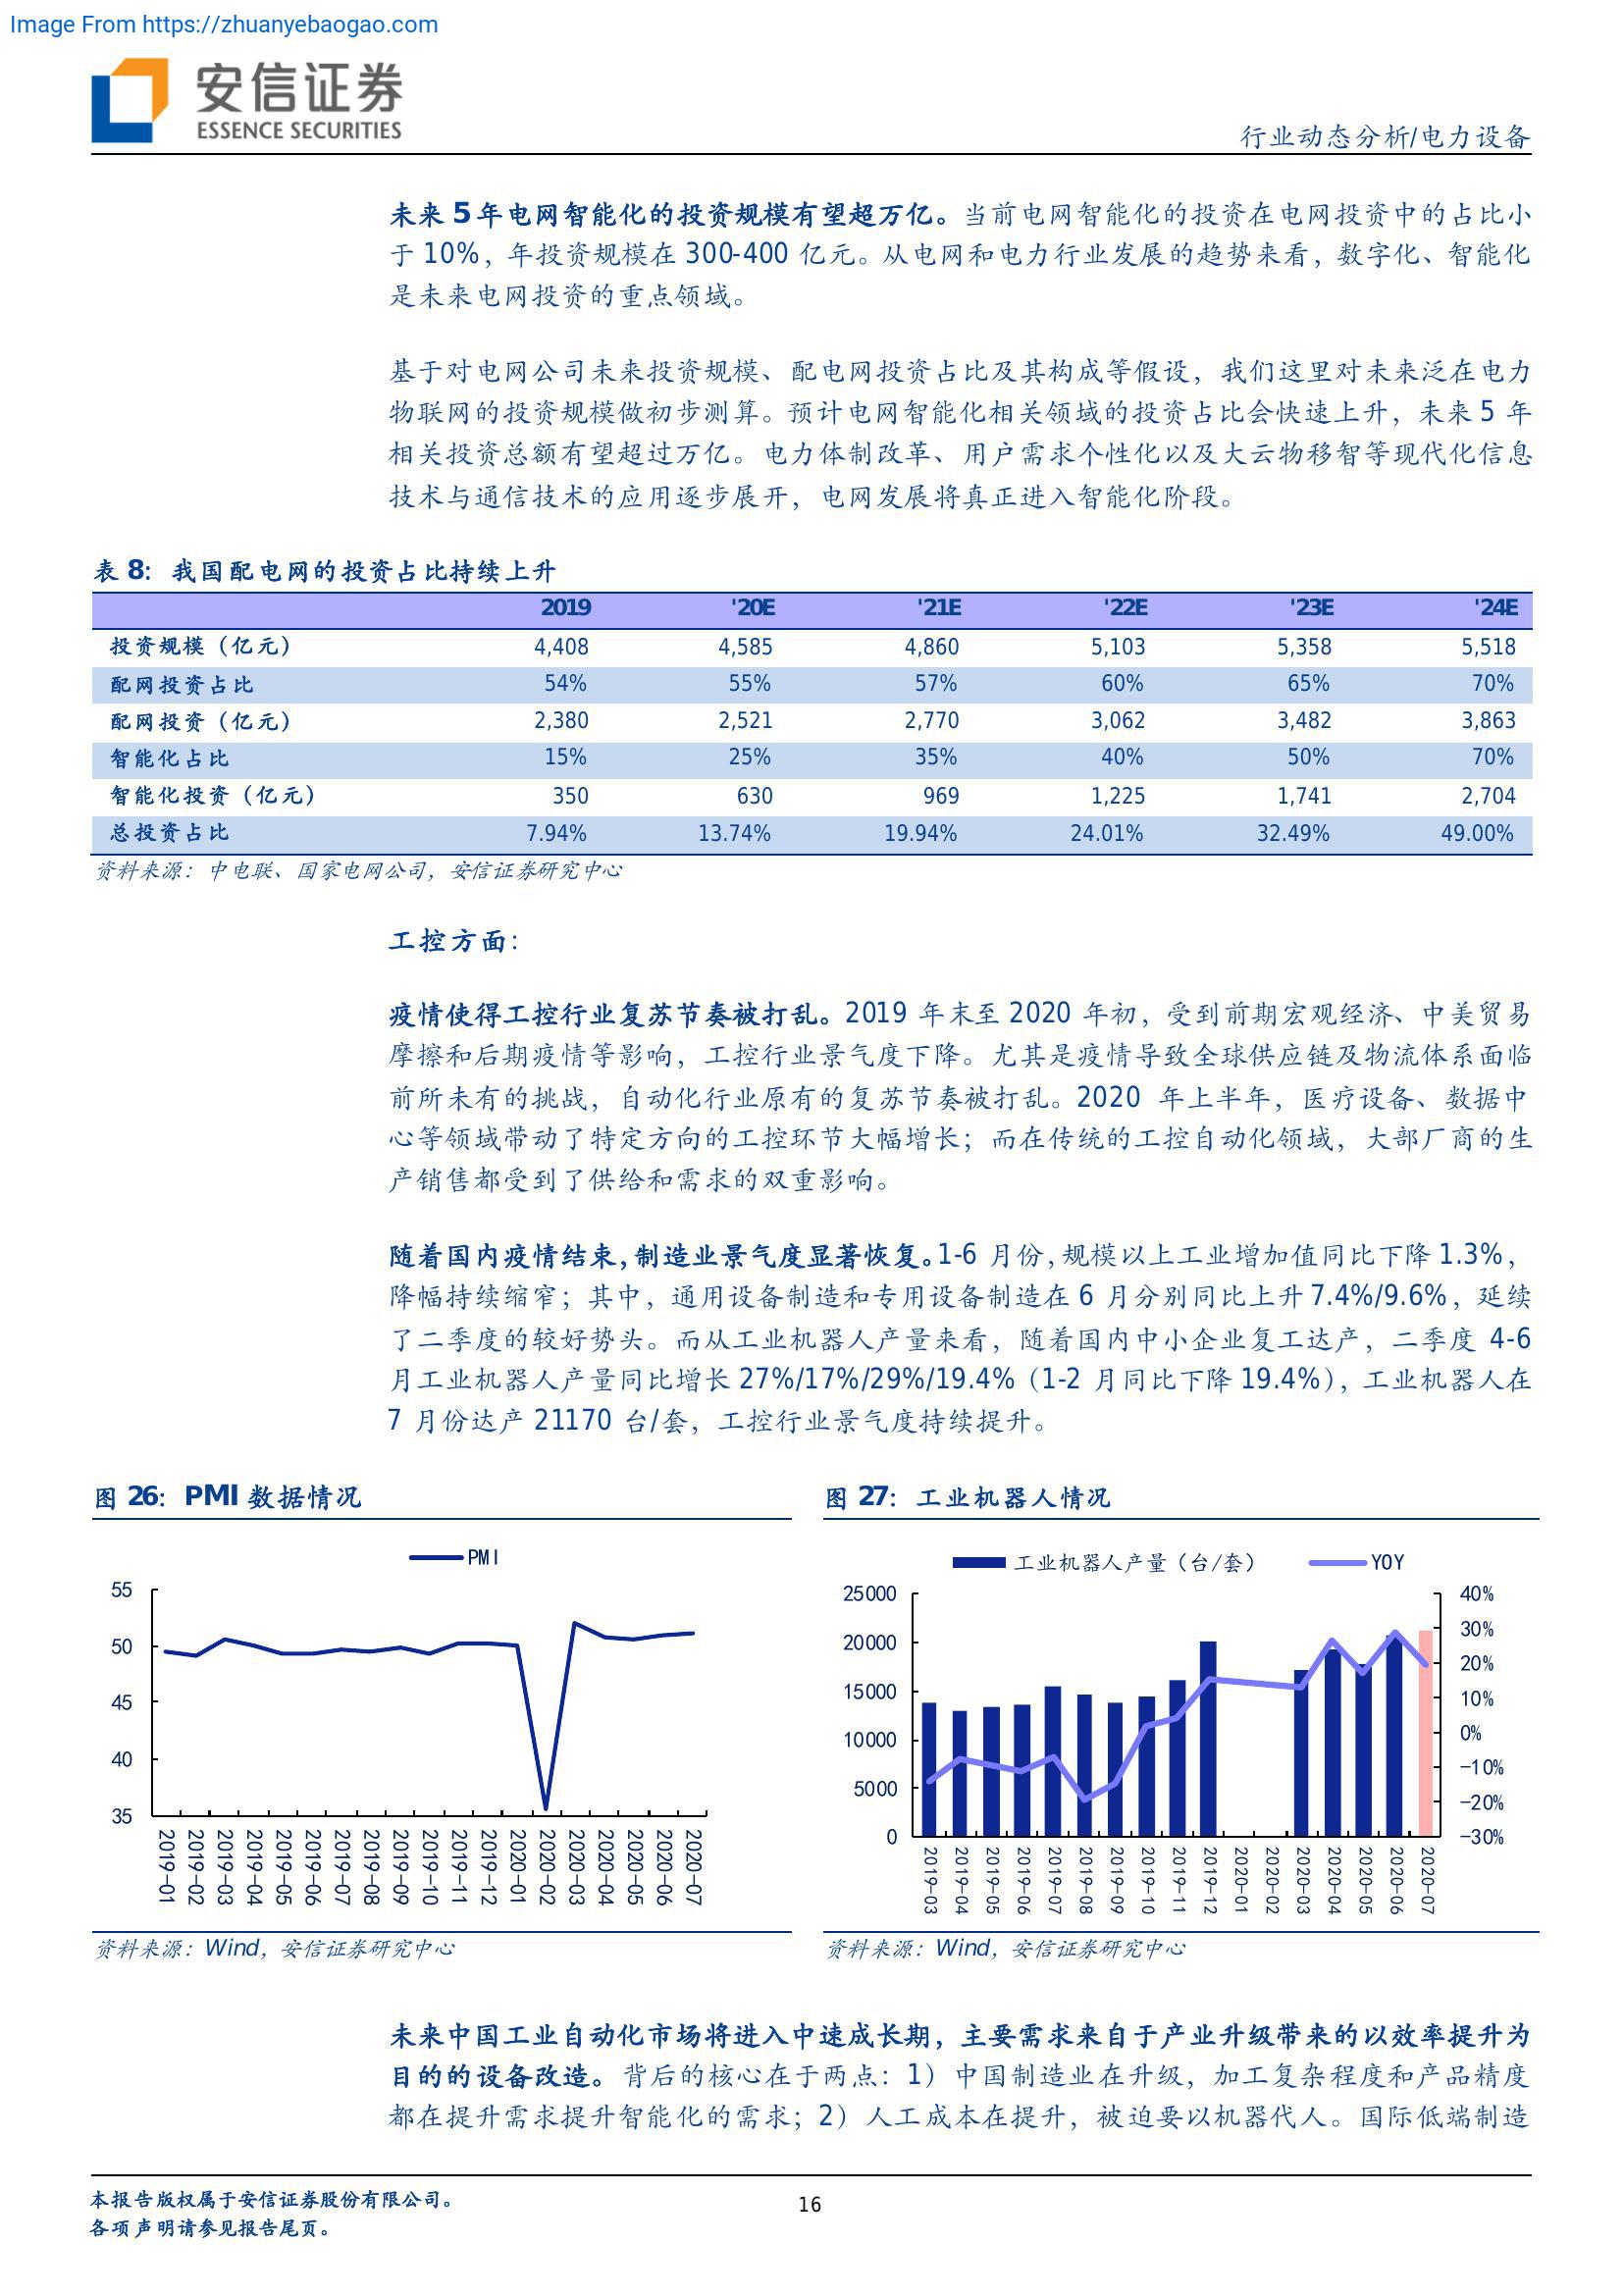 Image From https://zhuanyebaogao.com
安信证券
ESSENCE SECURITIES
行业动态分析/电力设备
未来 5 年电网智能化的投资规模有望超万亿。当前电网智能化的投资在电网投资中的占比小
于 10%，年投资规模在 300-400 亿元。从电网和电力行业发展的趋势来看，数字化、智能化
是未来电网投资的重点领域。
基于对电网公司未来投资规模、配电网投资占比及其构成等假设，我们这里对未来泛在电力
物联网的投资规模做初步测算。预计电网智能化相关领域的投资占比会快速上升，未来 5 年
相关投资总额有望超过万亿。电力体制改革、用户需求个性化以及大云物移智等现代化信息
技术与通信技术的应用逐步展开，电网发展将真正进入智能化阶段。
表 8：我国配电网的投资占比持续上升
2019 '20E '21E '22E '23E '24E
投资规模（亿元） 4,408 4,585 4,860 5,103 5,358 5,518
配网投资占比 54% 55% 57% 60% 65% 70%
配网投资（亿元） 2,380 2,521 2,770 3,062 3,482 3,863
智能化占比 15% 25% 35% 40% 50% 70%
智能化投资（亿元） 350 630 969 1,225 1,741 2,704
总投资占比 7.94% 13.74% 19.94% 24.01% 32.49% 49.00%
资料来源：中电联、国家电网公司，安信证券研究中心
工控方面：
疫情使得工控行业复苏节奏被打乱。2019 年末至 2020 年初，受到前期宏观经济、中美贸易
摩擦和后期疫情等影响，工控行业景气度下降。尤其是疫情导致全球供应链及物流体系面临
前所未有的挑战，自动化行业原有的复苏节奏被打乱。2020 年上半年，医疗设备、数据中
心等领域带动了特定方向的工控环节大幅增长；而在传统的工控自动化领域，大部厂商的生
产销售都受到了供给和需求的双重影响。
随着国内疫情结束，制造业景气度显著恢复。1-6 月份，规模以上工业增加值同比下降 1.3%，
降幅持续缩窄；其中，通用设备制造和专用设备制造在 6 月分别同比上升 7.4%/9.6%，延续
了二季度的较好势头。而从工业机器人产量来看，随着国内中小企业复工达产，二季度 4-6
月工业机器人产量同比增长 27%/17%/29%/19.4%（1-2 月同比下降 19.4%），工业机器人在
7 月份达产 21170 台/套，工控行业景气度持续提升。
图 26：PMI 数据情况
PMI
55
50
45
40
35
2019-01 2019-02 2019-03 2019-04 2019-05 2019-06 2019-07 2019-08 2019-09 2019-10 2019-11 2019-12 2020-01 2020-02 2020-03 2020-04 2020-05 2020-06 2020-07
资料来源：Wind，安信证券研究中心
图 27：工业机器人情况
工业机器人产量（台/套） YOY
25000 40%
20000 30%
15000 20%
10000 10%
5000 0%
0 -10%
-20%
-30%
2019-03 2019-04 2019-05 2019-06 2019-07 2019-08 2019-09 2019-10 2019-11 2019-12 2020-01 2020-02 2020-03 2020-04 2020-05 2020-06 2020-07
资料来源：Wind，安信证券研究中心
未来中国工业自动化市场将进入中速成长期，主要需求来自于产业升级带来的以效率提升为
目的的设备改造。背后的核心在于两点：1）中国制造业在升级，加工复杂程度和产品精度
都在提升需求提升智能化的需求；2）人工成本在提升，被迫要以机器代人。国际低端制造
本报告版权属于安信证券股份有限公司。
各项声明请参见报告尾页。
16